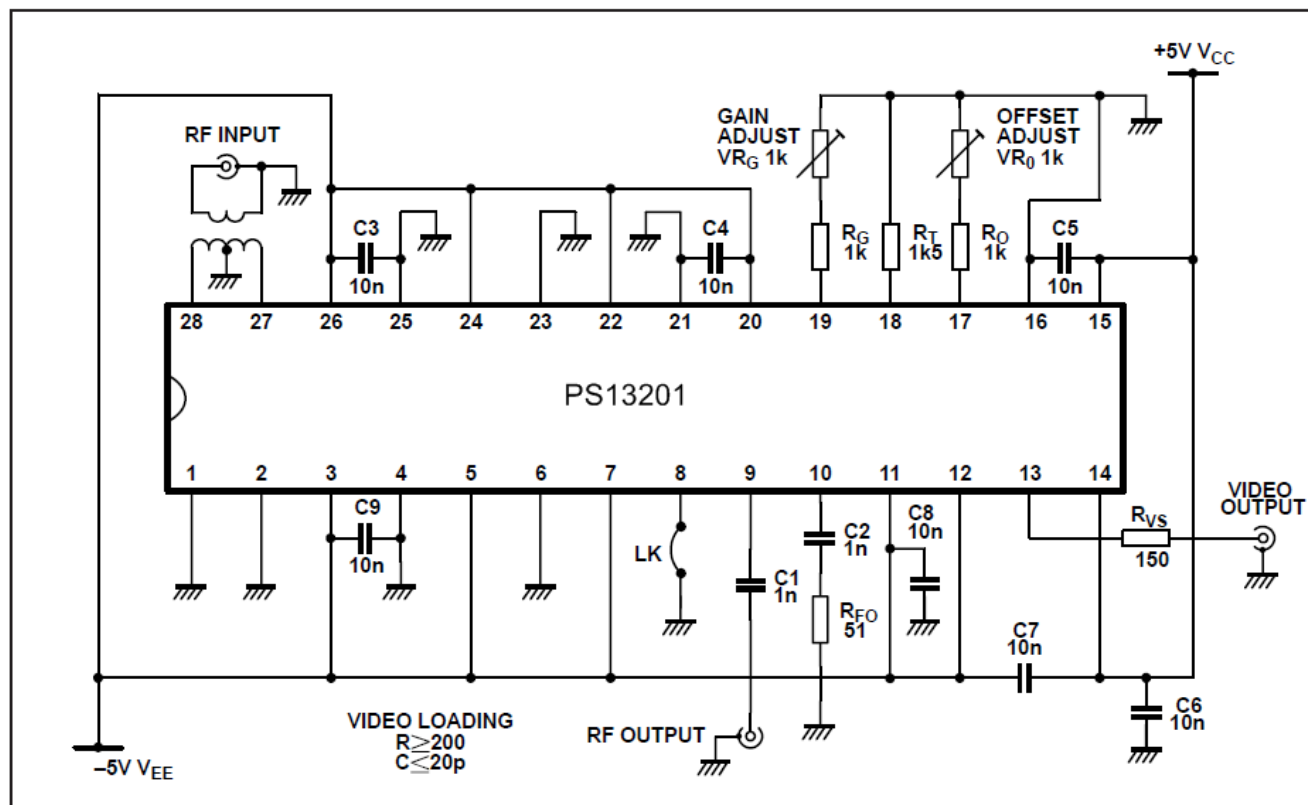 +5V VCC
RF INPUT
GAIN
ADJUST
VRG 1k
OFFSET
ADJUST
VR0 1k
C3
10n
C4
10n
RG
1k
RT
1k5
RO
1k
C5
10n
28 27 26 25 24 23 22 21 20 19 18 17 16 15
PS13201
1 2 3 4 5 6 7 8 9 10 11 12 13 14
C9
10n
LK
C1
1n
C2
1n
RFO
51
C8
10n
RVS
150
VIDEO
OUTPUT
C7
10n
C6
10n
VIDEO LOADING
R≥200
C≤20p
RF OUTPUT
–5V VEE